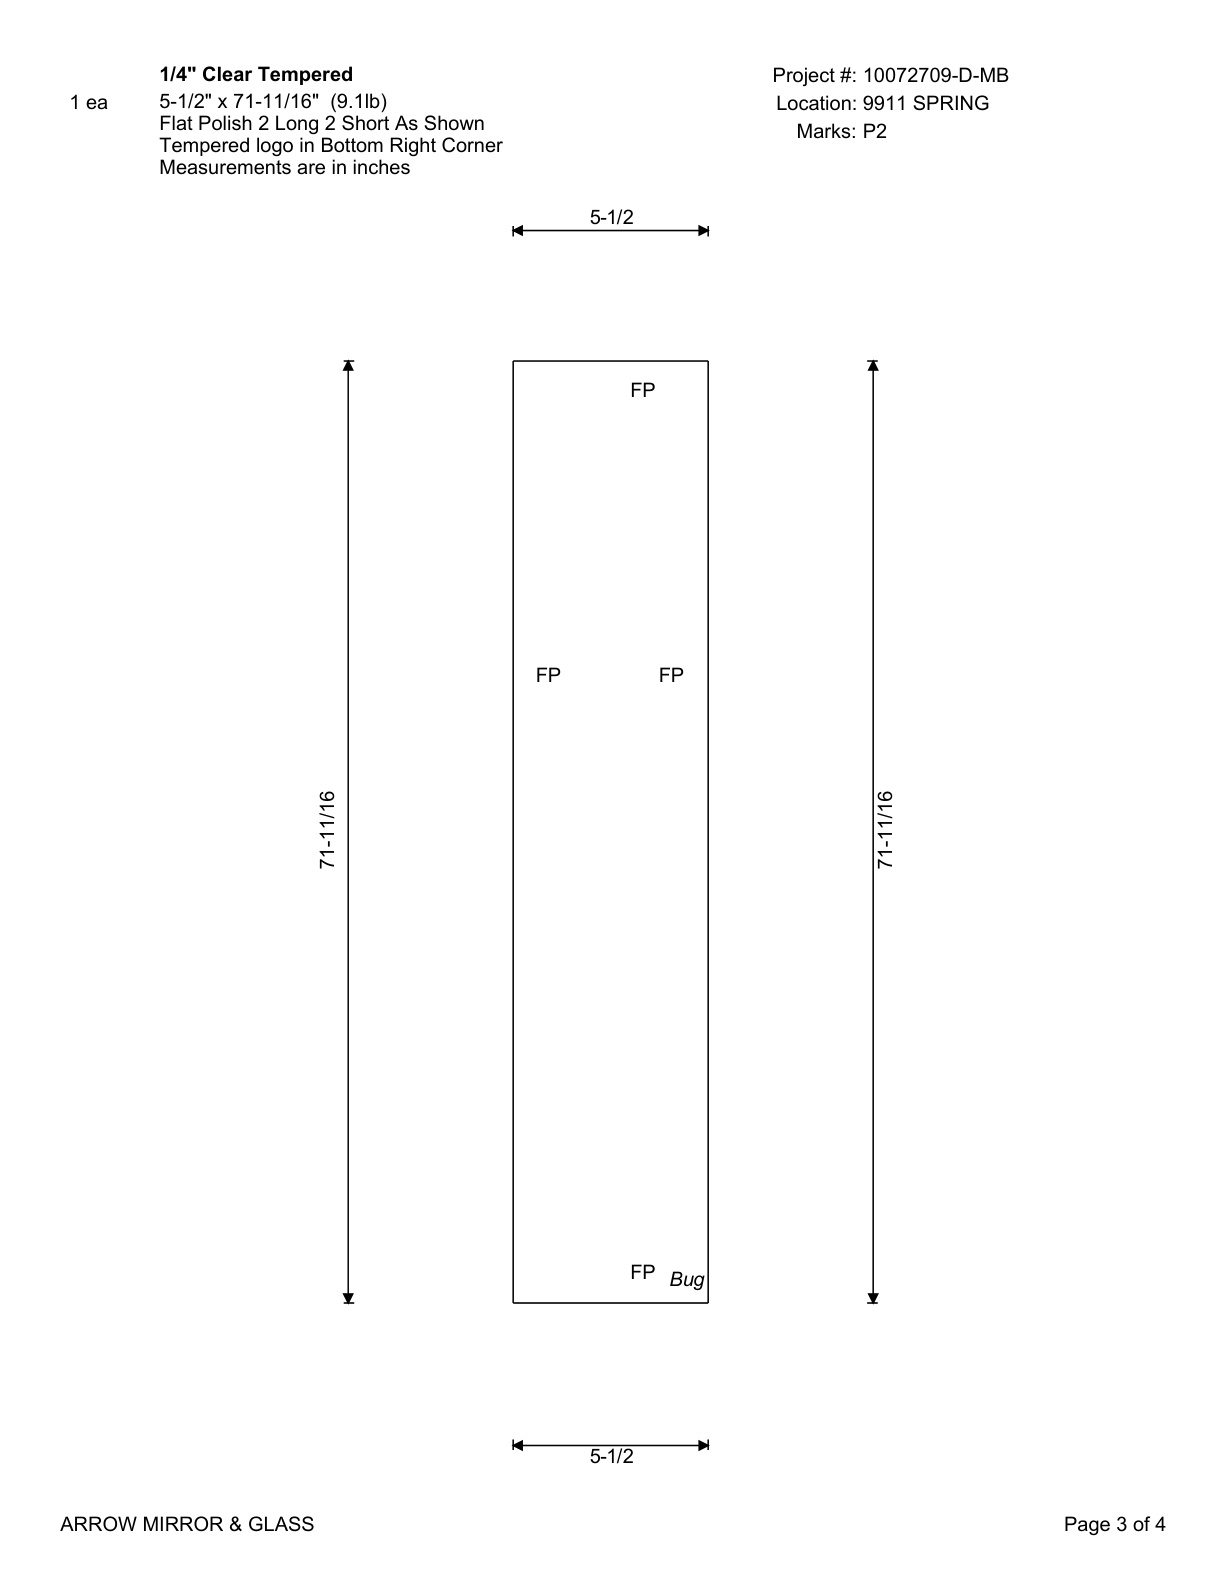 1/4" Clear Tempered
1 ea
5-1/2" x 71-11/16" (9.1lb)
Flat Polish 2 Long 2 Short As Shown
Tempered logo in Bottom Right Corner
Measurements are in inches
Project #: 10072709-D-MB
Location: 9911 SPRING
Marks: P2
5-1/2
FP
FP FP
71-11/16
71-11/16
FP Bug
5-1/2
ARROW MIRROR & GLASS
Page 3 of 4